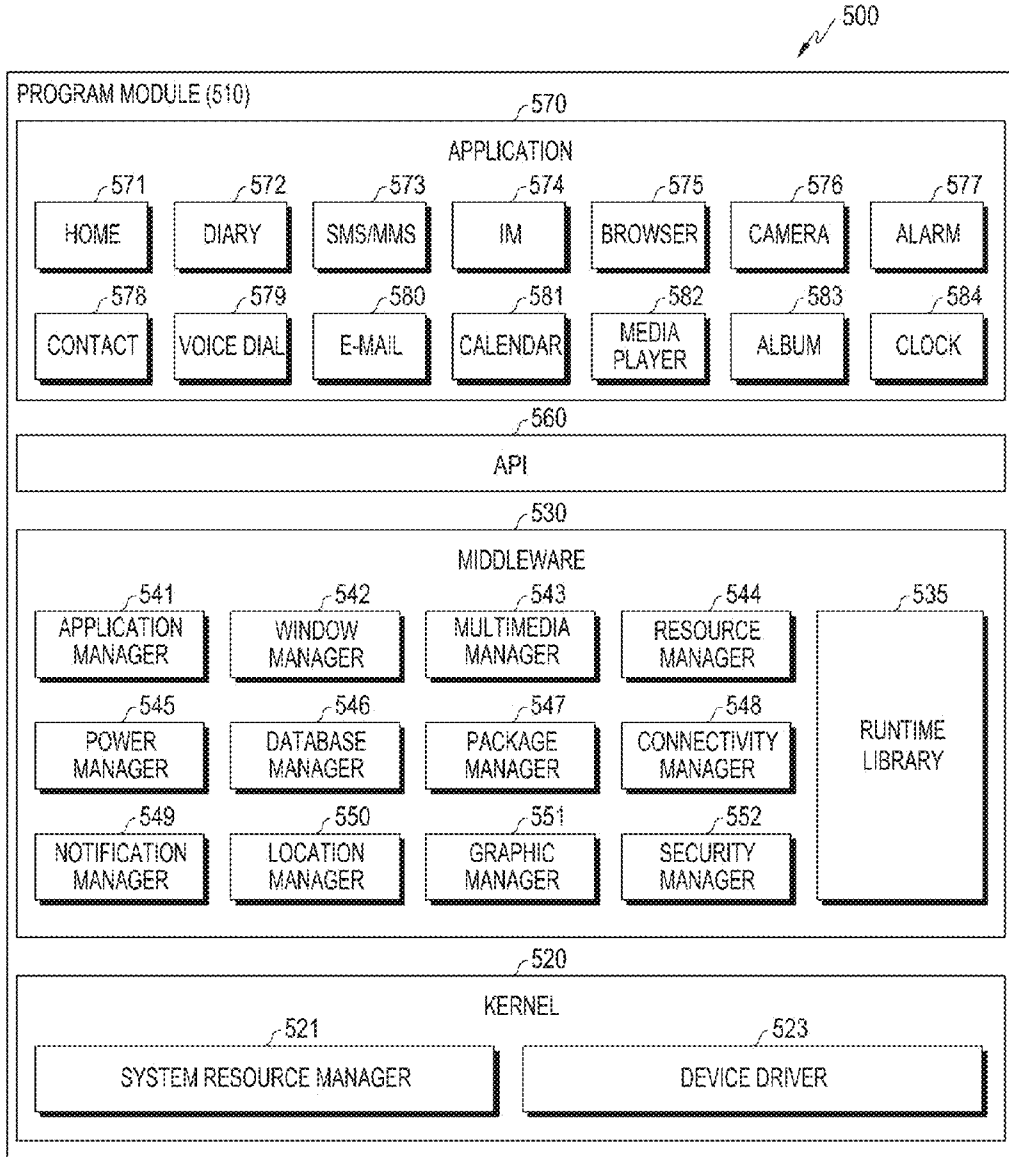 500
PROGRAM MODULE (510)
570
APPLICATION
571 572 573 574 575 576 577
HOME DIARY SMS/MMS IM BROWSER CAMERA ALARM
578 579 580 581 582 583 584
CONTACT VOICE DIAL E-MAIL CALENDAR MEDIA PLAYER ALBUM CLOCK
560
API
530
MIDDLEWARE
541 542 543 544 535
APPLICATION MANAGER WINDOW MANAGER MULTIMEDIA MANAGER RESOURCE MANAGER
545 546 547 548
POWER MANAGER DATABASE MANAGER PACKAGE MANAGER CONNECTIVITY MANAGER RUNTIME LIBRARY
549 550 551 552
NOTIFICATION MANAGER LOCATION MANAGER GRAPHIC MANAGER SECURITY MANAGER
520
KERNEL
521 523
SYSTEM RESOURCE MANAGER DEVICE DRIVER